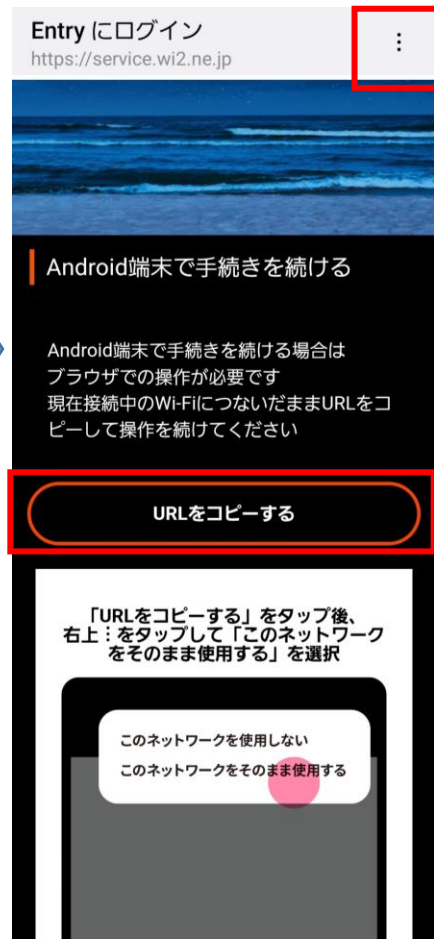 Entry にログイン
https://service.wi2.ne.jp
Android端末で手続きを続ける
Android端末で手続きを続ける場合は
ブラウザでの操作が必要です
現在接続中のWi-FiにつないだままURLをコ
ピーして操作を続けてください
URLをコピーする
「URLをコピーする」をタップ後、
右上⋮をタップして「このネットワーク
をそのまま使用する」を選択
このネットワークを使用しない
このネットワークをそのまま使用する